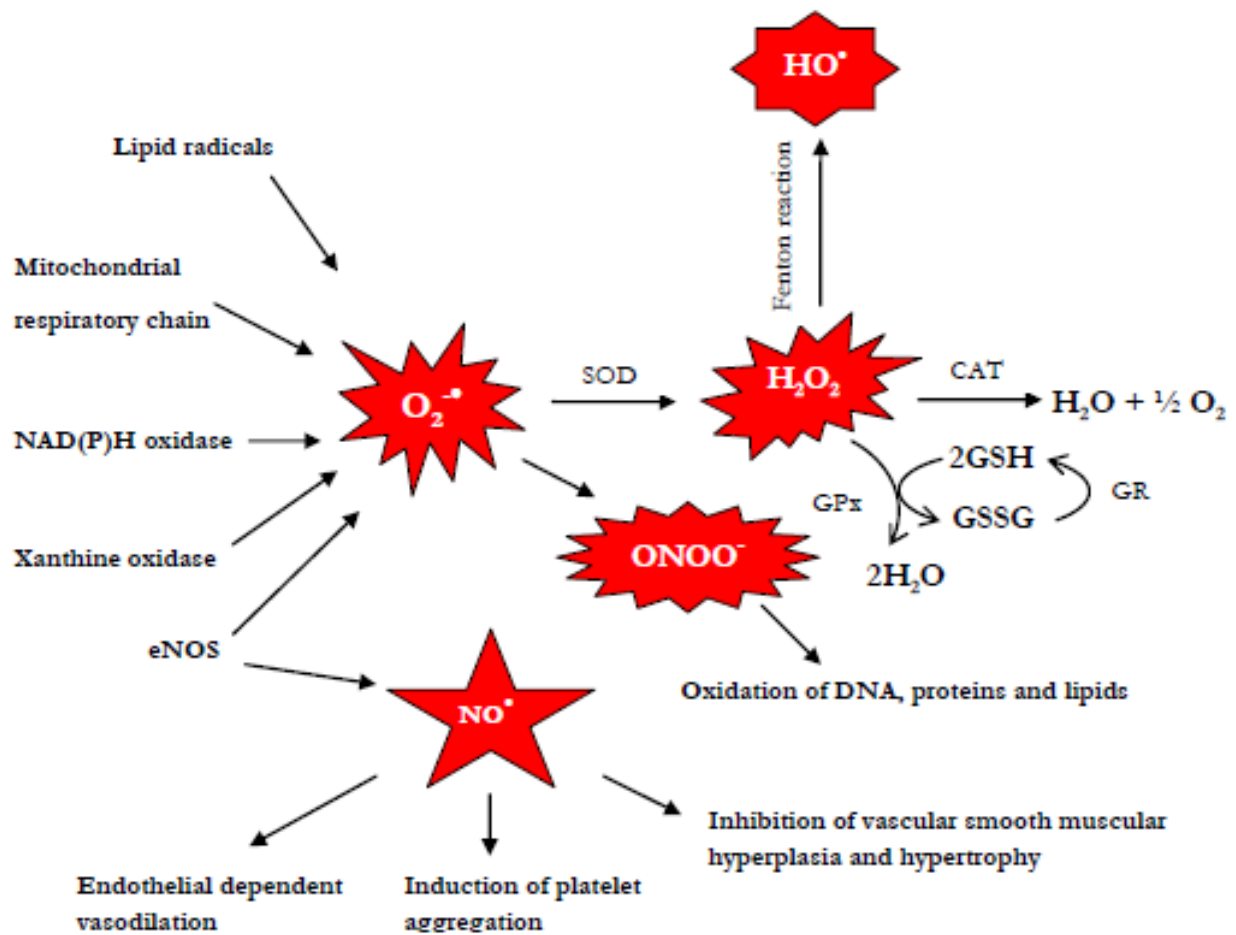 HO•
Lipid radicals
Fenton reaction
Mitochondrial
respiratory chain
O₂⁻•
SOD
H₂O₂
CAT
H₂O + ½ O₂
NAD(P)H oxidase
2GSH
GPx
GR
GSSG
Xanthine oxidase
ONOO⁻
2H₂O
eNOS
Oxidation of DNA, proteins and lipids
NO•
Inhibition of vascular smooth muscular
hyperplasia and hypertrophy
Endothelial dependent
vasodilation
Induction of platelet
aggregation